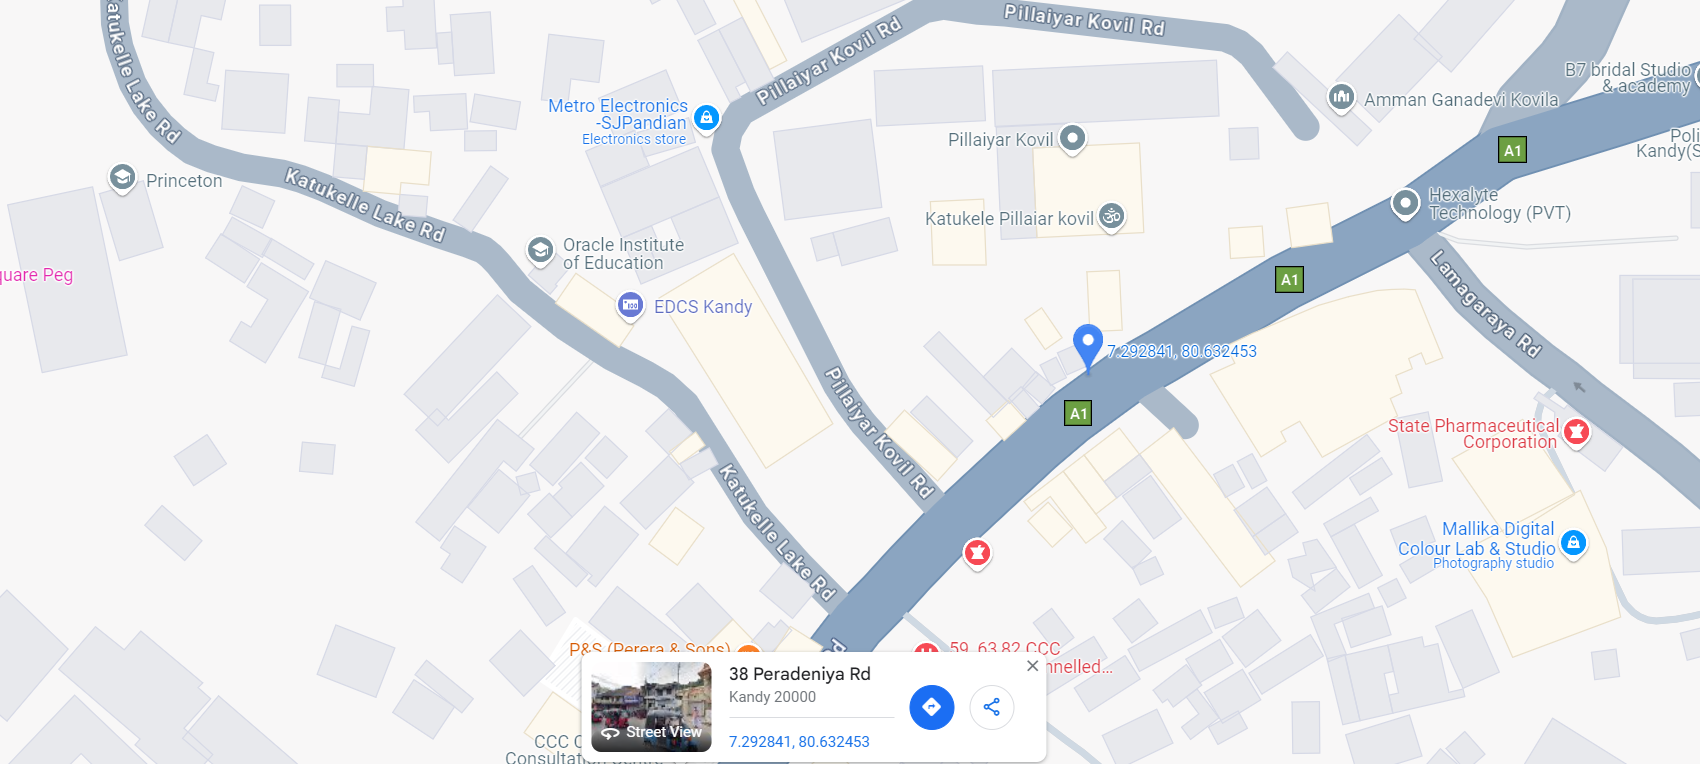 Katukelle Lake Rd
Pillaiyar Kovil Rd
Pillaiyar Kovil Rd
B7 bridal Studio
& academy
Metro Electronics
-SJPandian
Electronics store
Amman Ganadevi Kovila
Pillaiyar Kovil
A1
Kandy(S
Princeton
Katukelle Lake Rd
Hexalyte
Technology (PVT)
Katukele Pillaiar kovil
Oracle Institute
of Education
quare Peg
EDCS Kandy
A1
Lamagaraya Rd
7.292841, 80.632453
Pillaiyar Kovil Rd
A1
State Pharmaceutical
Corporation
Katukelle Lake Rd
Mallika Digital
Colour Lab & Studio
Photography studio
P&S (Perera & Sons)
59, 63,82 CCC
nnelled...
Rd
38 Peradeniya Rd
Kandy 20000
Street View
7.292841, 80.632453
CCC C